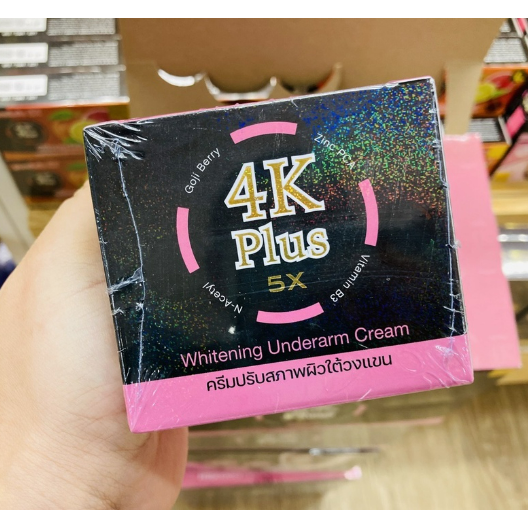 Goji Berry
Zinc PCA
4K
Plus
5X
N-Acetyl
Vitamin B3
Whitening Underarm Cream
ครีมปรับสภาพผิวใต้วงแขน